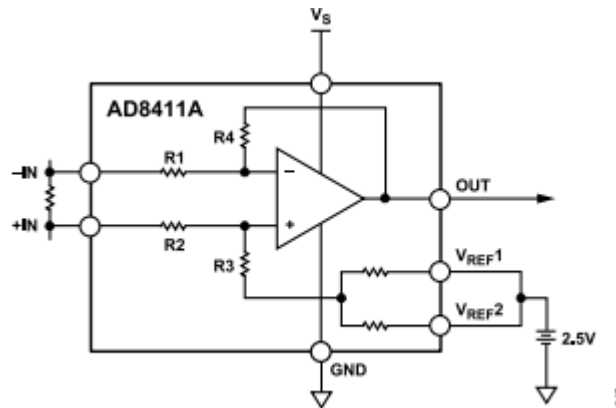 VS
AD8411A
R4
R1
–IN
–
OUT
+IN
+
R2
R3
VREF1
VREF2
2.5V
GND